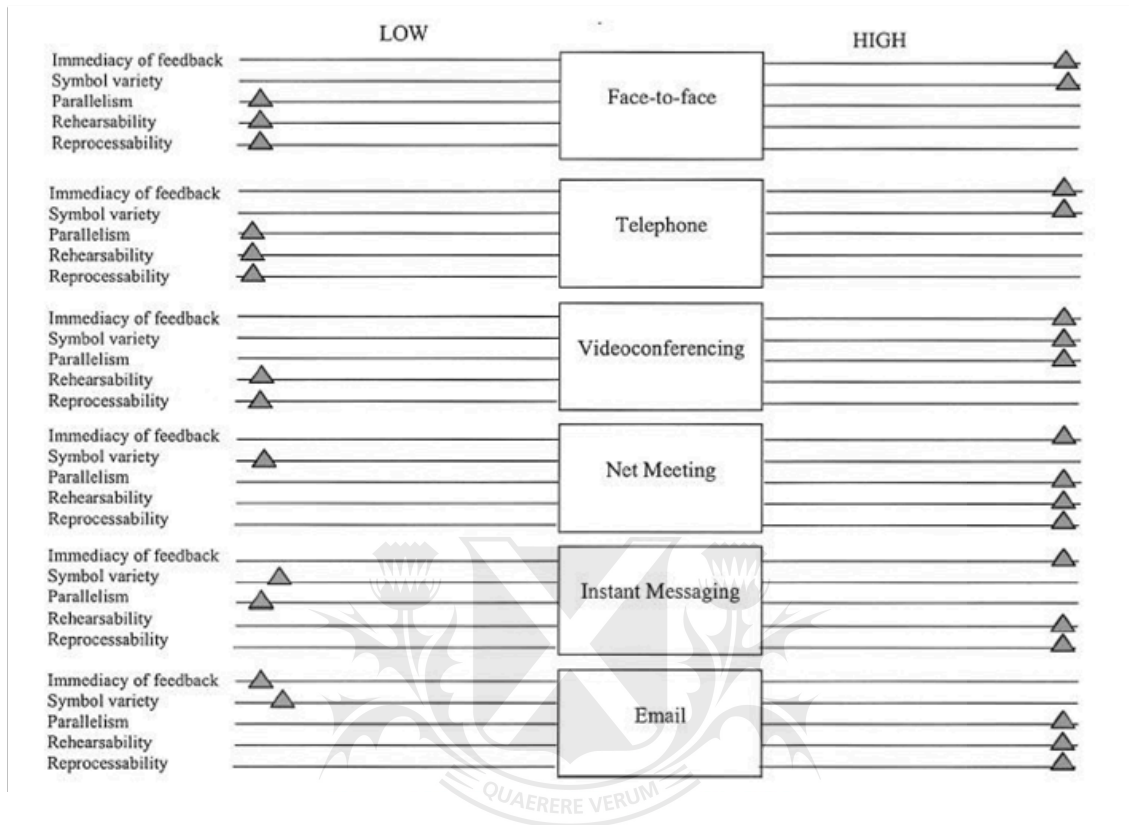 LOW
HIGH
Immediacy of feedback
Symbol variety
Parallelism
Rehearsability
Reprocessability
Face-to-face
Immediacy of feedback
Symbol variety
Parallelism
Rehearsability
Reprocessability
Telephone
Immediacy of feedback
Symbol variety
Parallelism
Rehearsability
Reprocessability
Videoconferencing
Immediacy of feedback
Symbol variety
Parallelism
Rehearsability
Reprocessability
Net Meeting
Immediacy of feedback
Symbol variety
Parallelism
Rehearsability
Reprocessability
Instant Messaging
Immediacy of feedback
Symbol variety
Parallelism
Rehearsability
Reprocessability
Email
QUAERERE VERUM